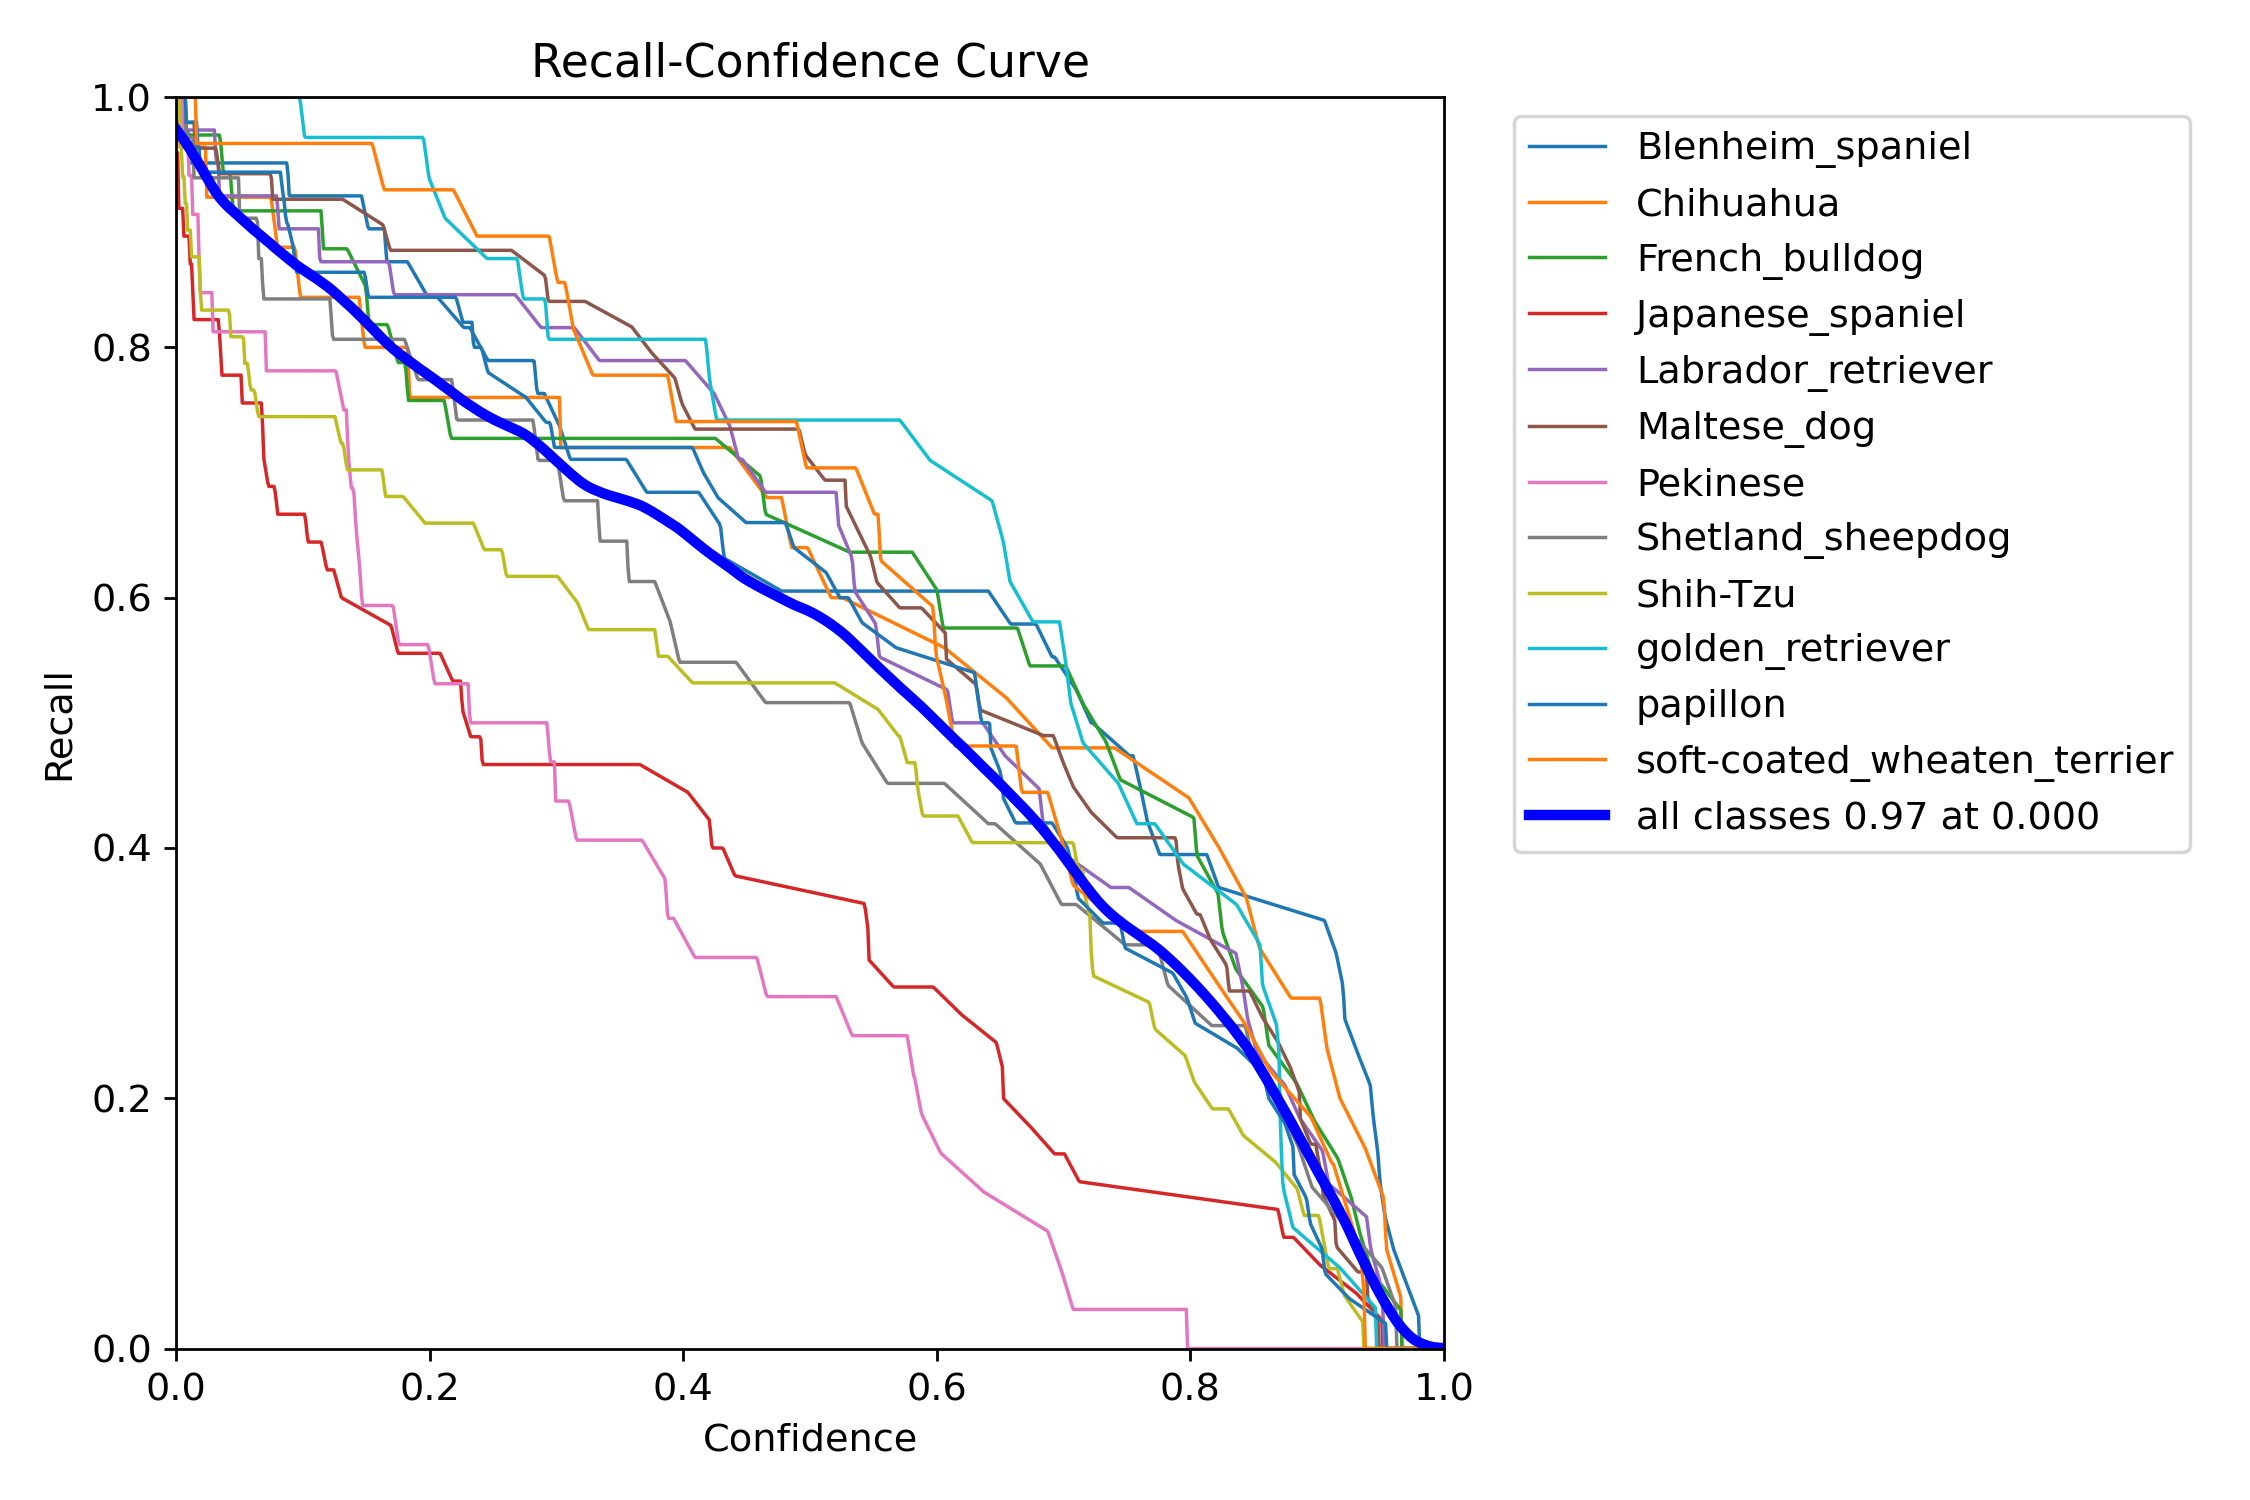 Recall-Confidence Curve
1.0
0.8
0.6
0.4
0.2
0.0
Recall
0.0 0.2 0.4 0.6 0.8 1.0
Confidence
Blenheim_spaniel
Chihuahua
French_bulldog
Japanese_spaniel
Labrador_retriever
Maltese_dog
Pekinese
Shetland_sheepdog
Shih-Tzu
golden_retriever
papillon
soft-coated_wheaten_terrier
all classes 0.97 at 0.000